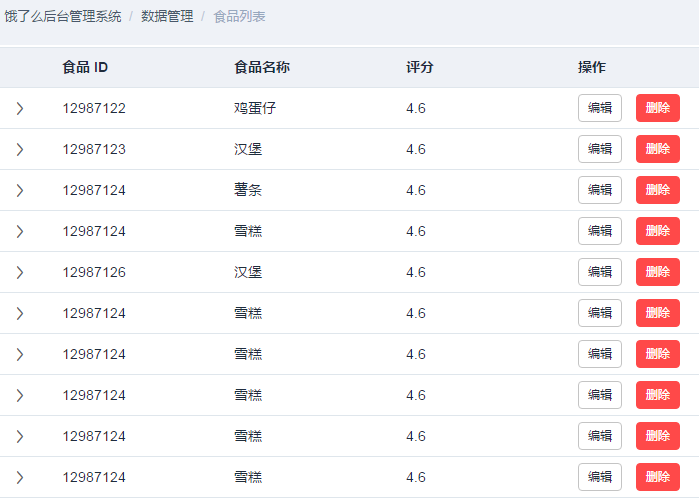 饿了么后台管理系统 / 数据管理 / 食品列表
食品 ID 食品名称 评分 操作
12987122 鸡蛋仔 4.6 编辑 删除
12987123 汉堡 4.6 编辑 删除
12987124 薯条 4.6 编辑 删除
12987124 雪糕 4.6 编辑 删除
12987126 汉堡 4.6 编辑 删除
12987124 雪糕 4.6 编辑 删除
12987124 雪糕 4.6 编辑 删除
12987124 雪糕 4.6 编辑 删除
12987124 雪糕 4.6 编辑 删除
12987124 雪糕 4.6 编辑 删除